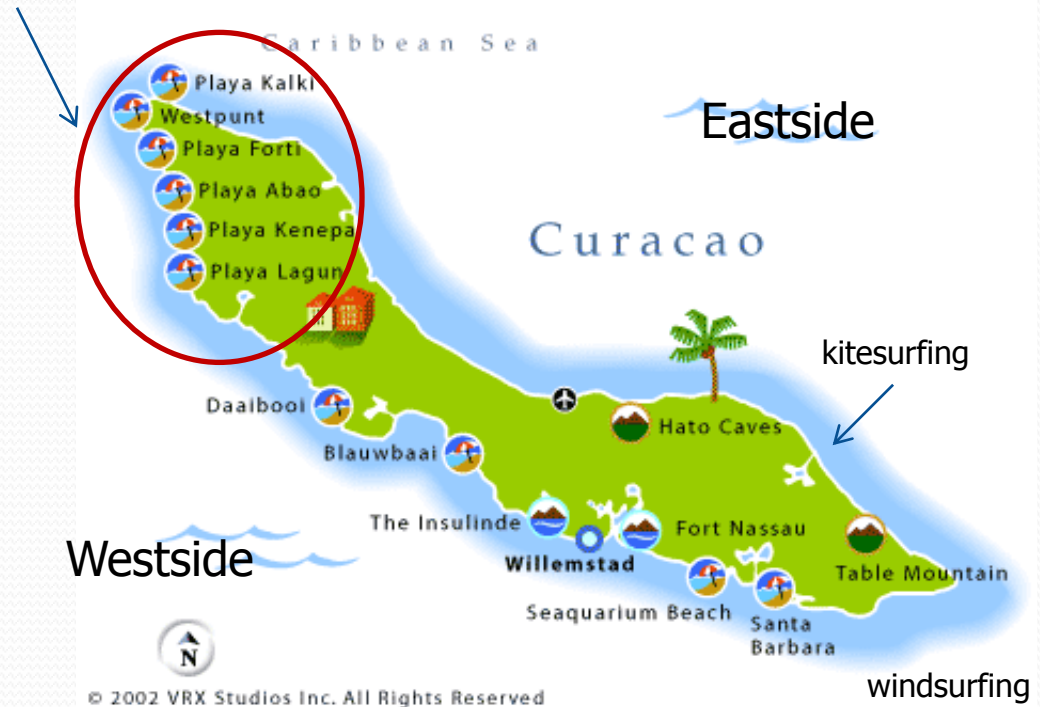 Caribbean Sea
Playa Kalki
Westpunt
Eastside
Playa Forti
Playa Abao
Curacao
Playa Kenepa
Playa Lagun
kitesurfing
Daaibooi
Hato Caves
Blauwbaai
The Insulinde
Fort Nassau
Westside
Willemstad
Table Mountain
Seaquarium Beach
Santa
Barbara
N
windsurfing
© 2002 VRX Studios Inc. All Rights Reserved